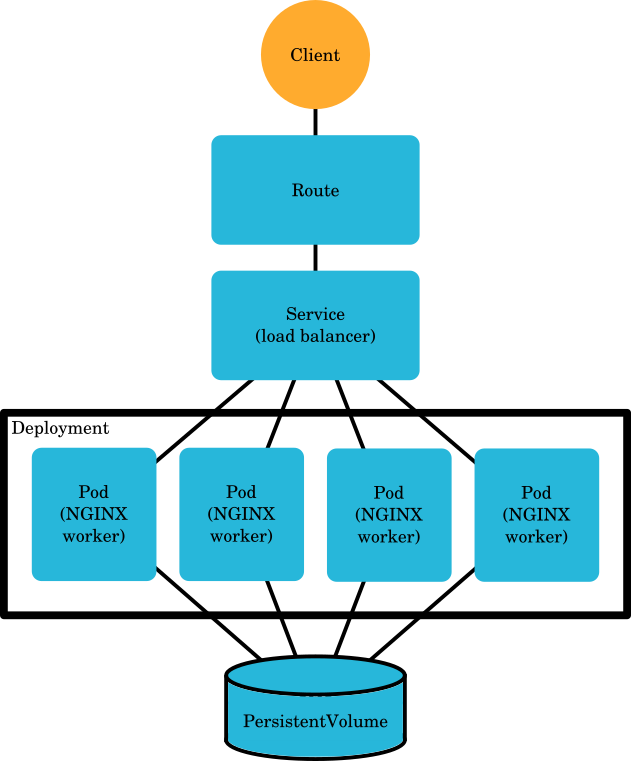 Client
Route
Service
(load balancer)
Deployment
Pod
(NGINX
worker)
Pod
(NGINX
worker)
Pod
(NGINX
worker)
Pod
(NGINX
worker)
PersistentVolume